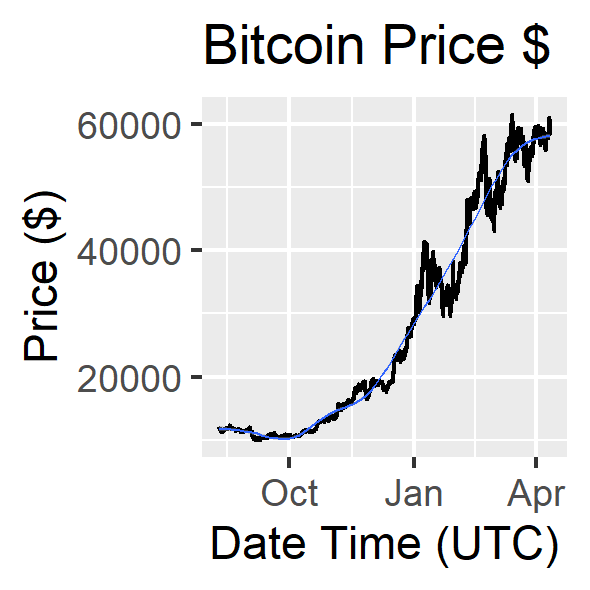 Bitcoin Price $
Price ($)
60000
40000
20000
Oct Jan Apr
Date Time (UTC)